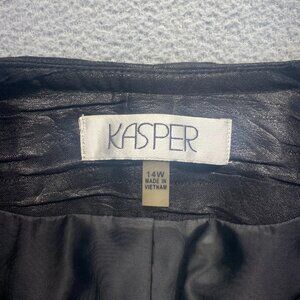 KASPER
14W
MADE IN
VIETNAM